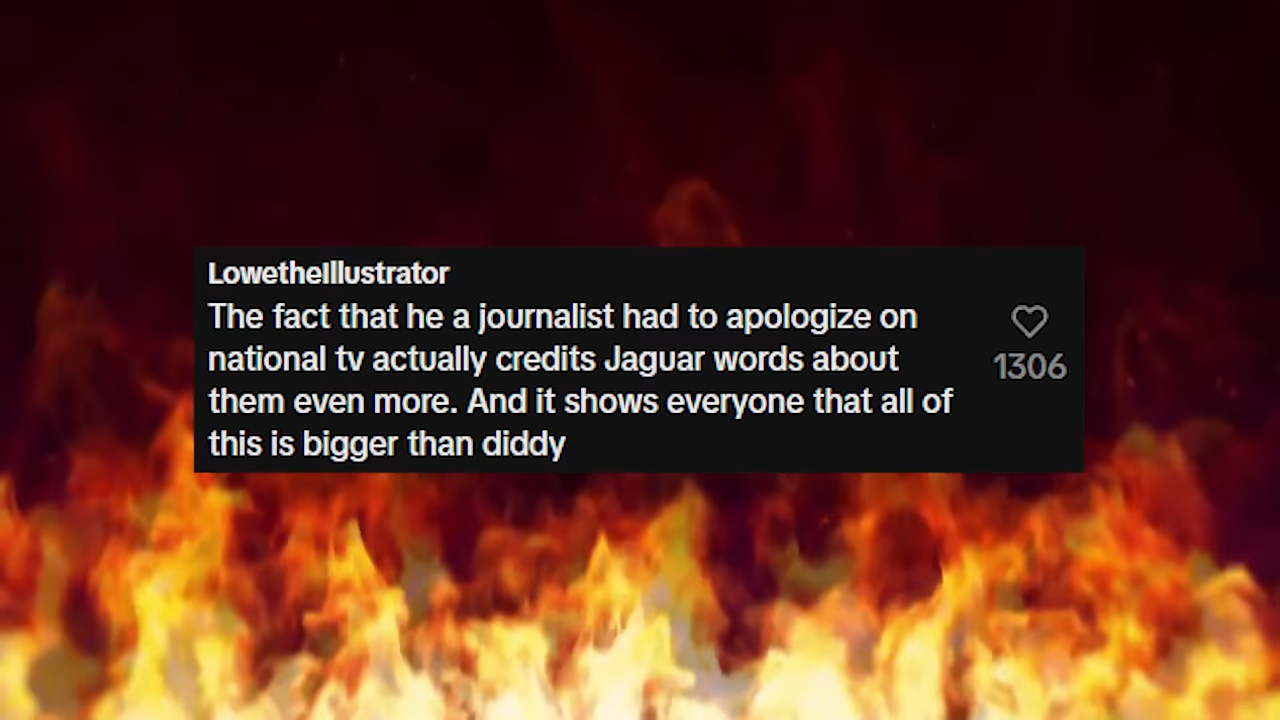 LowetheIllustrator
The fact that he a journalist had to apologize on
national tv actually credits Jaguar words about
them even more. And it shows everyone that all of
this is bigger than diddy
1306